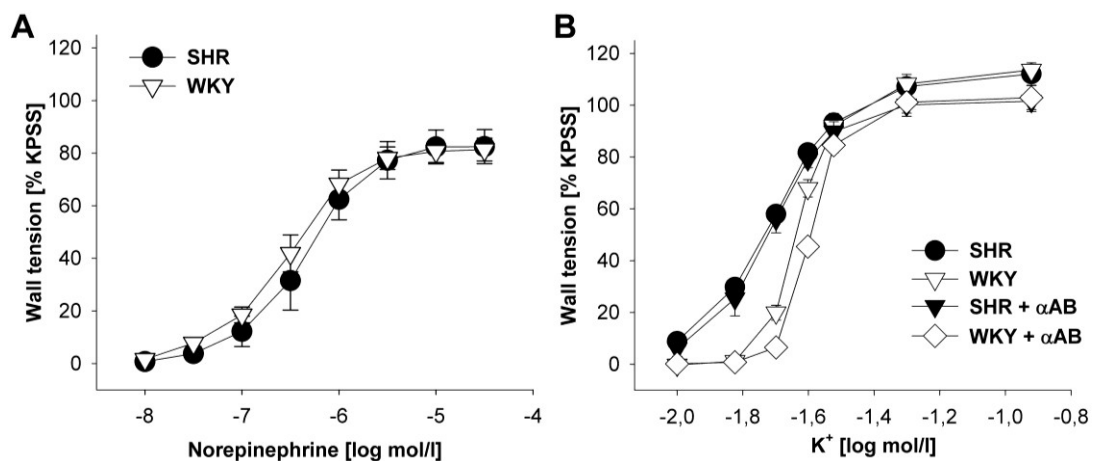 A
SHR
WKY
Wall tension [% KPSS]
120
100
80
60
40
20
0
-8
-7
-6
-5
-4
Norepinephrine [log mol/l]
B
Wall tension [% KPSS]
120
100
80
60
40
20
0
SHR
WKY
SHR + αAB
WKY + αAB
-2,0
-1,8
-1,6
-1,4
-1,2
-1,0
-0,8
K⁺ [log mol/l]